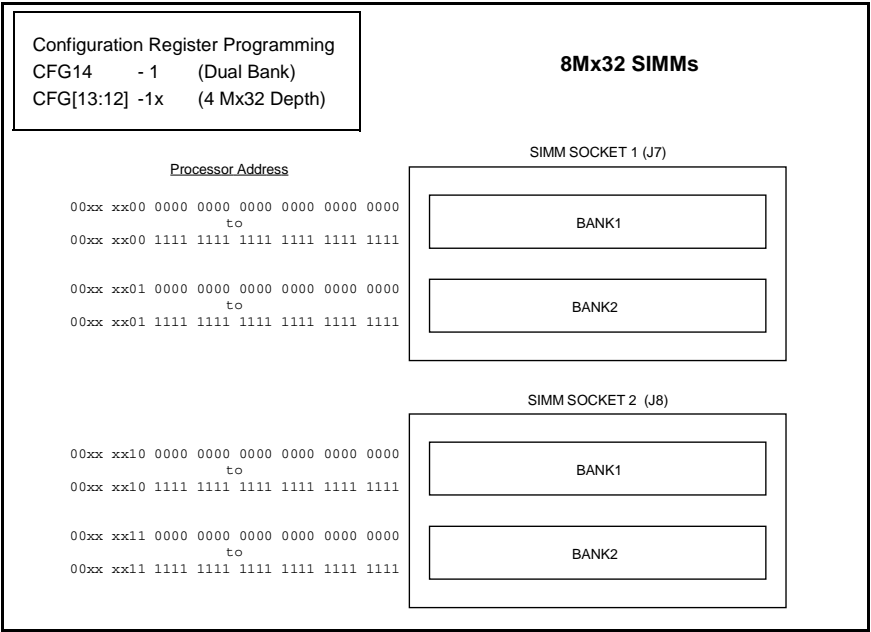 Configuration Register Programming
CFG14 - 1 (Dual Bank)
CFG[13:12] -1x (4 Mx32 Depth)
8Mx32 SIMMs
Processor Address
SIMM SOCKET 1 (J7)
00xx xx00 0000 0000 0000 0000 0000 0000
to
00xx xx00 1111 1111 1111 1111 1111 1111
BANK1
00xx xx01 0000 0000 0000 0000 0000 0000
to
00xx xx01 1111 1111 1111 1111 1111 1111
BANK2
SIMM SOCKET 2 (J8)
00xx xx10 0000 0000 0000 0000 0000 0000
to
00xx xx10 1111 1111 1111 1111 1111 1111
BANK1
00xx xx11 0000 0000 0000 0000 0000 0000
to
00xx xx11 1111 1111 1111 1111 1111 1111
BANK2